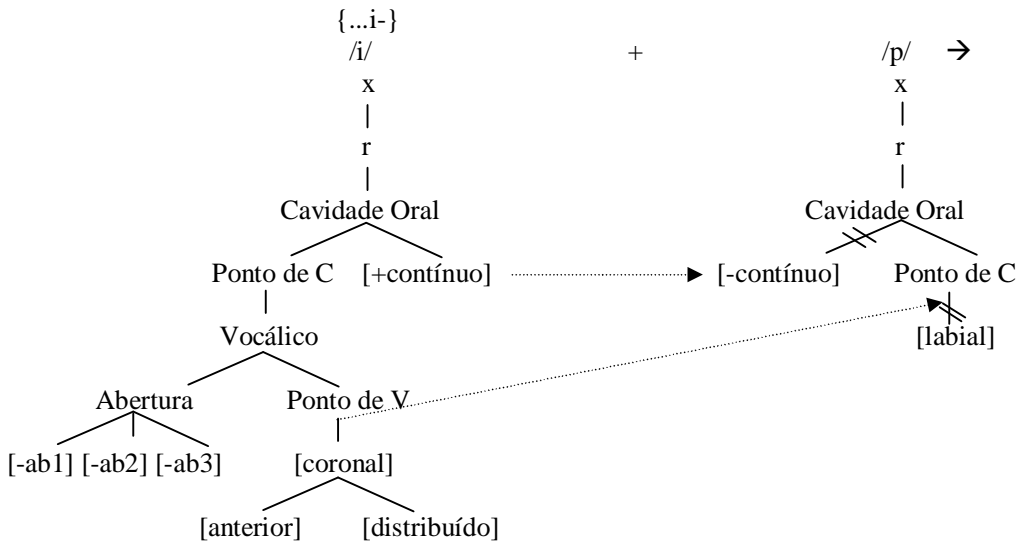 {...i-}
/i/ + /p/ →
x x
r r
Cavidade Oral Cavidade Oral
Ponto de C [+contínuo] [-contínuo] Ponto de C
Vocálico [labial]
Abertura Ponto de V
[-ab1] [-ab2] [-ab3] [coronal]
[anterior] [distribuído]